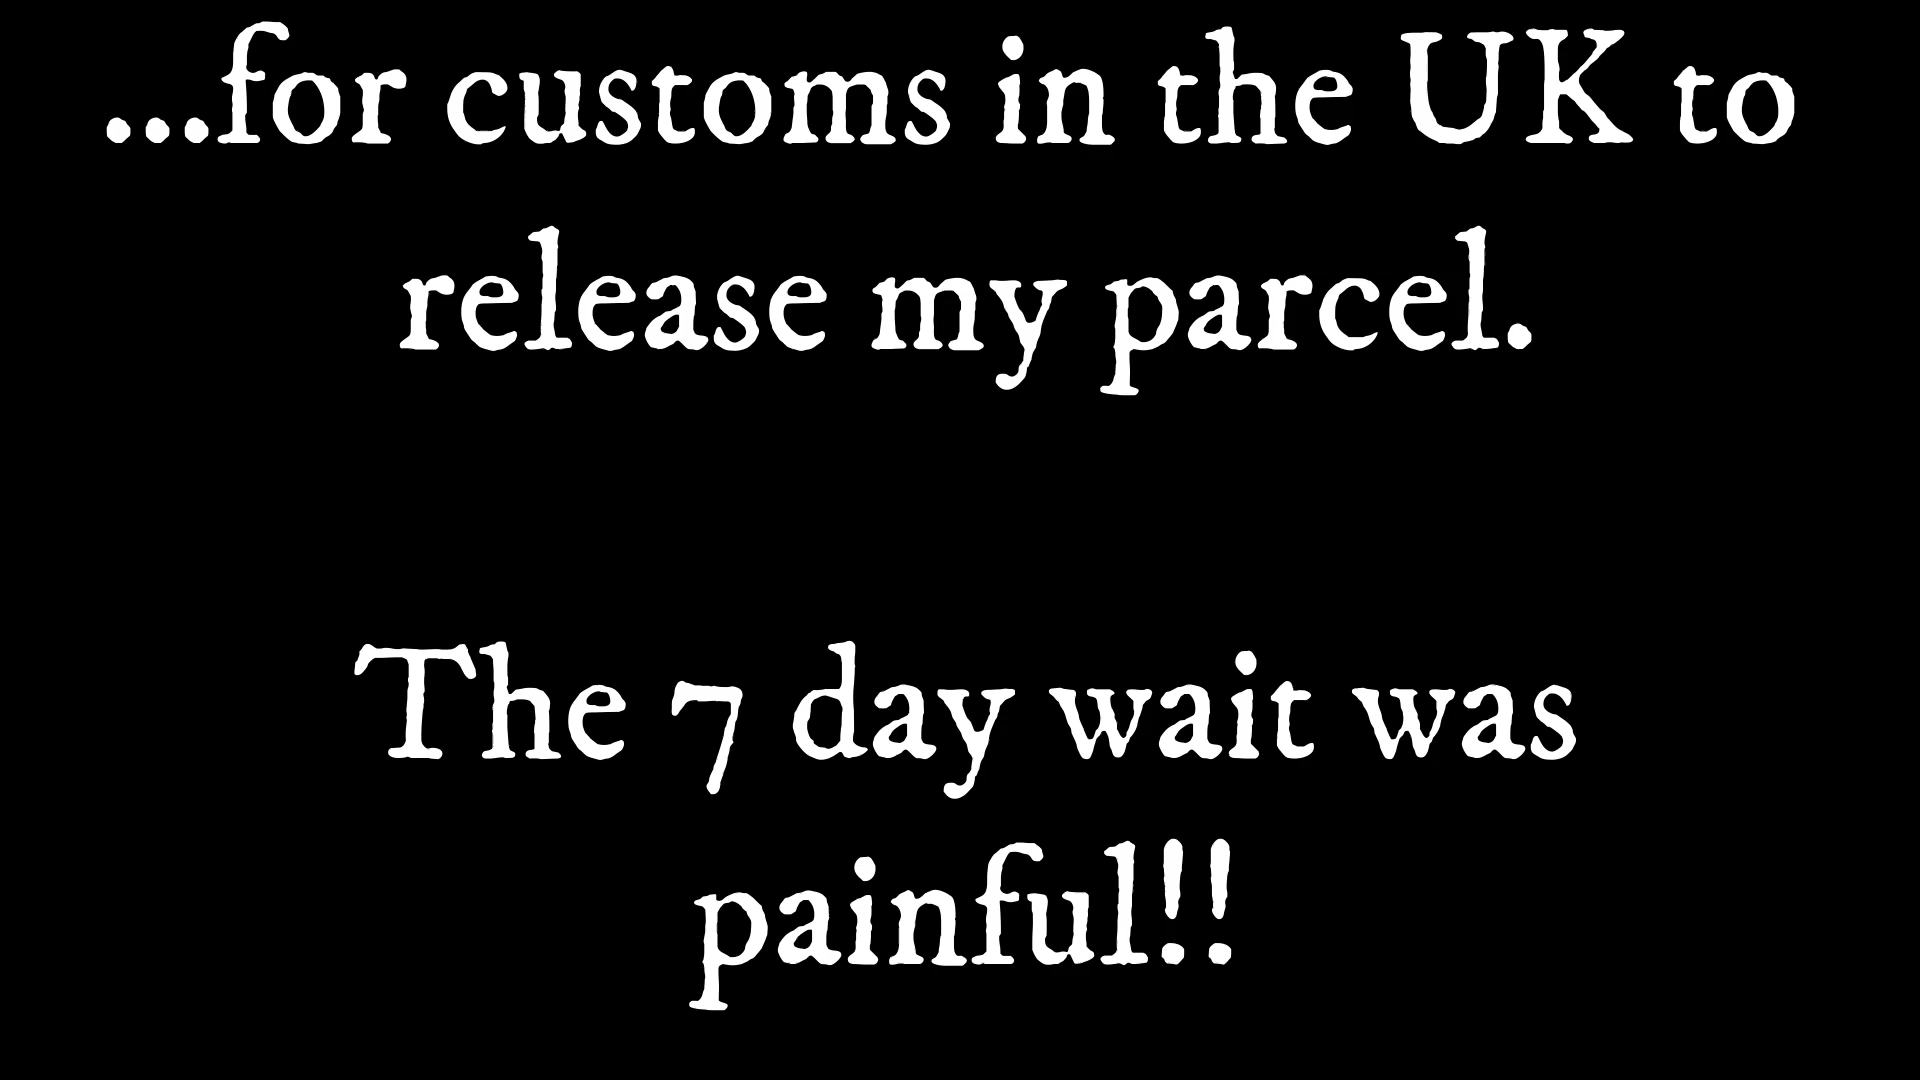 ...for customs in the UK to
release my parcel.
The 7 day wait was
painful!!